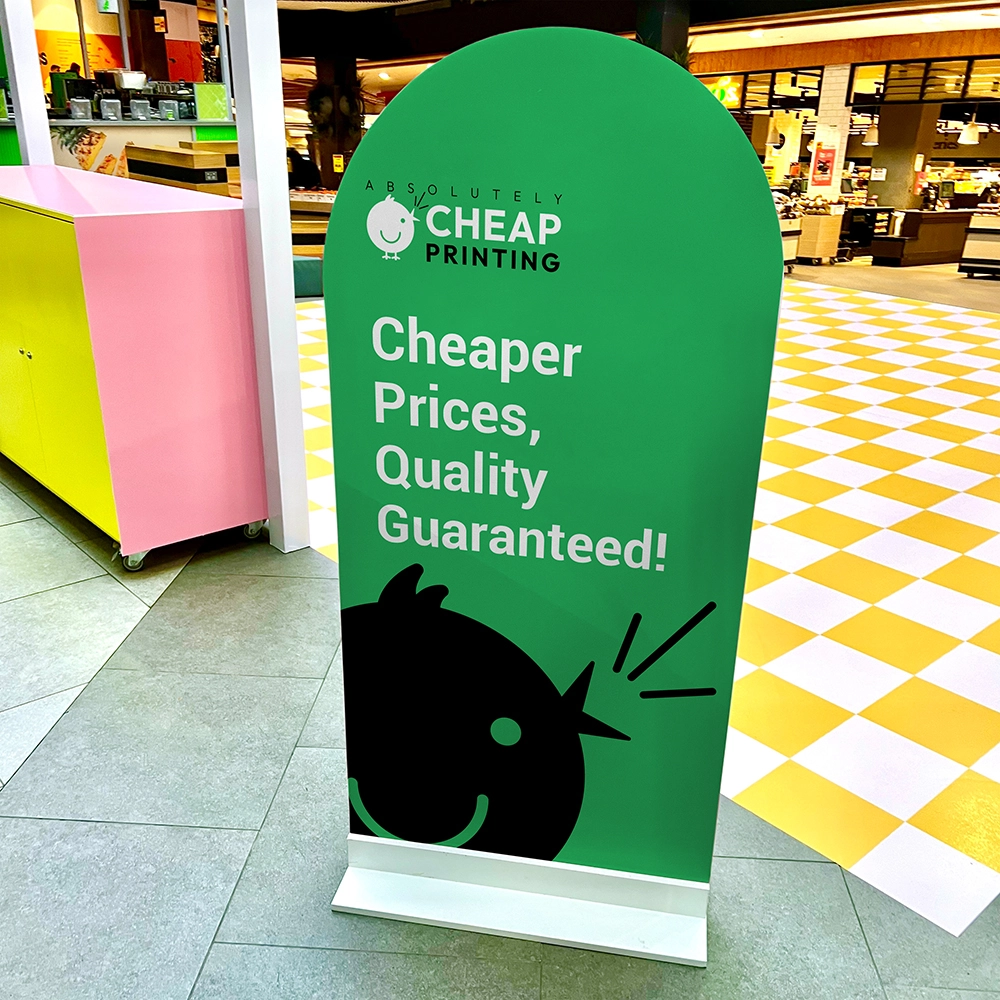 ABSOLUTELY
CHEAP
PRINTING
Cheaper
Prices,
Quality
Guaranteed!